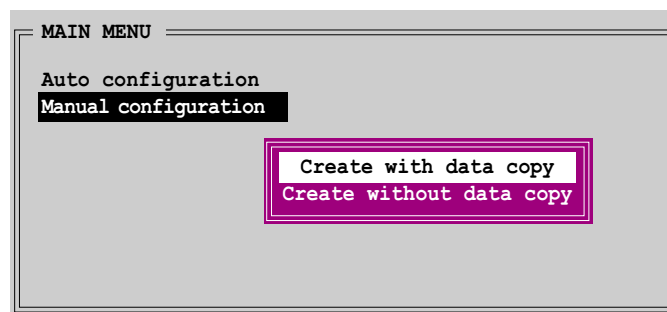 MAIN MENU
Auto configuration
Manual configuration
Create with data copy
Create without data copy